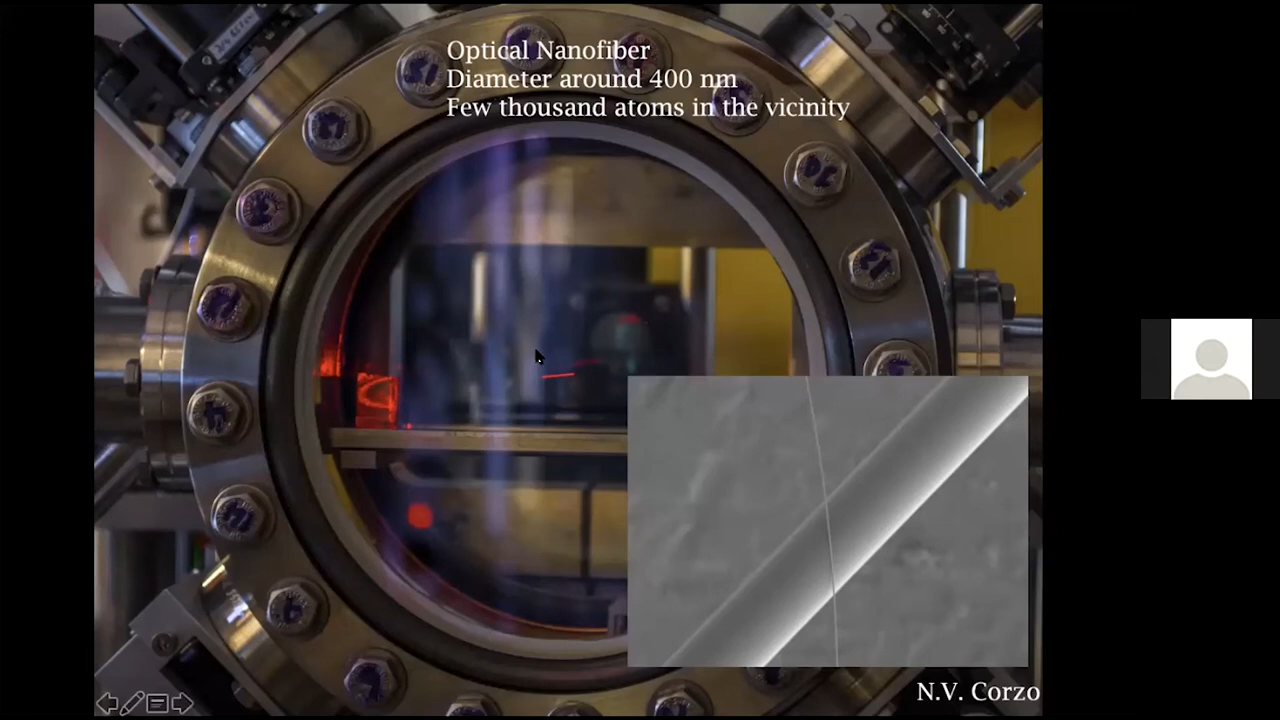 Optical Nanofiber
Diameter around 400 nm
Few thousand atoms in the vicinity
N.V. Corzo